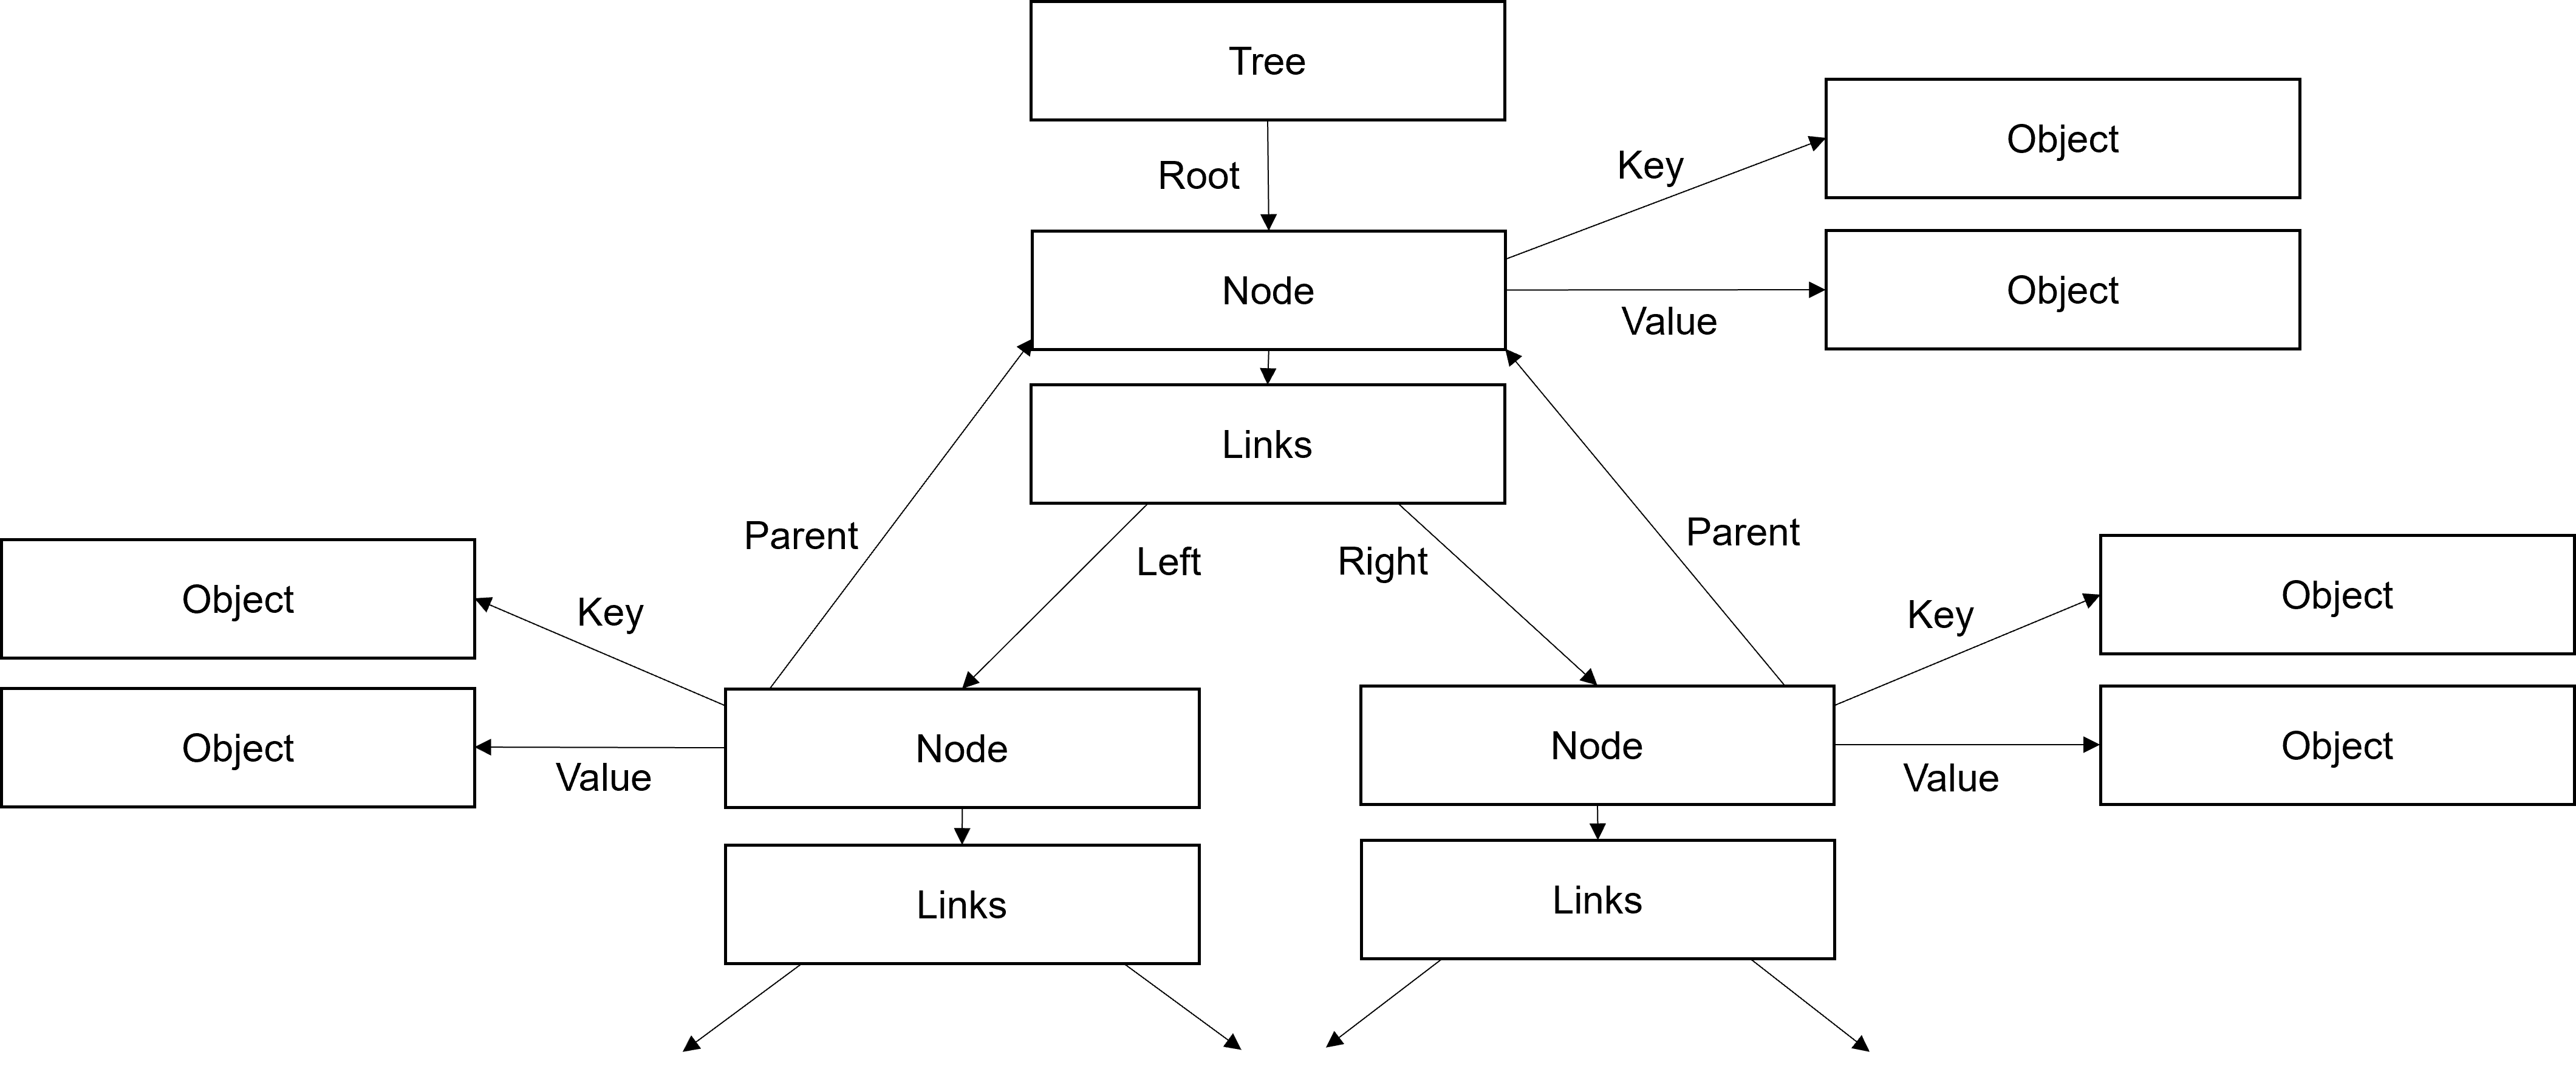 Tree
Object
Key
Root
Node
Object
Value
Links
Parent
Parent
Left
Right
Object
Key
Key
Object
Object
Node
Node
Object
Value
Value
Links
Links